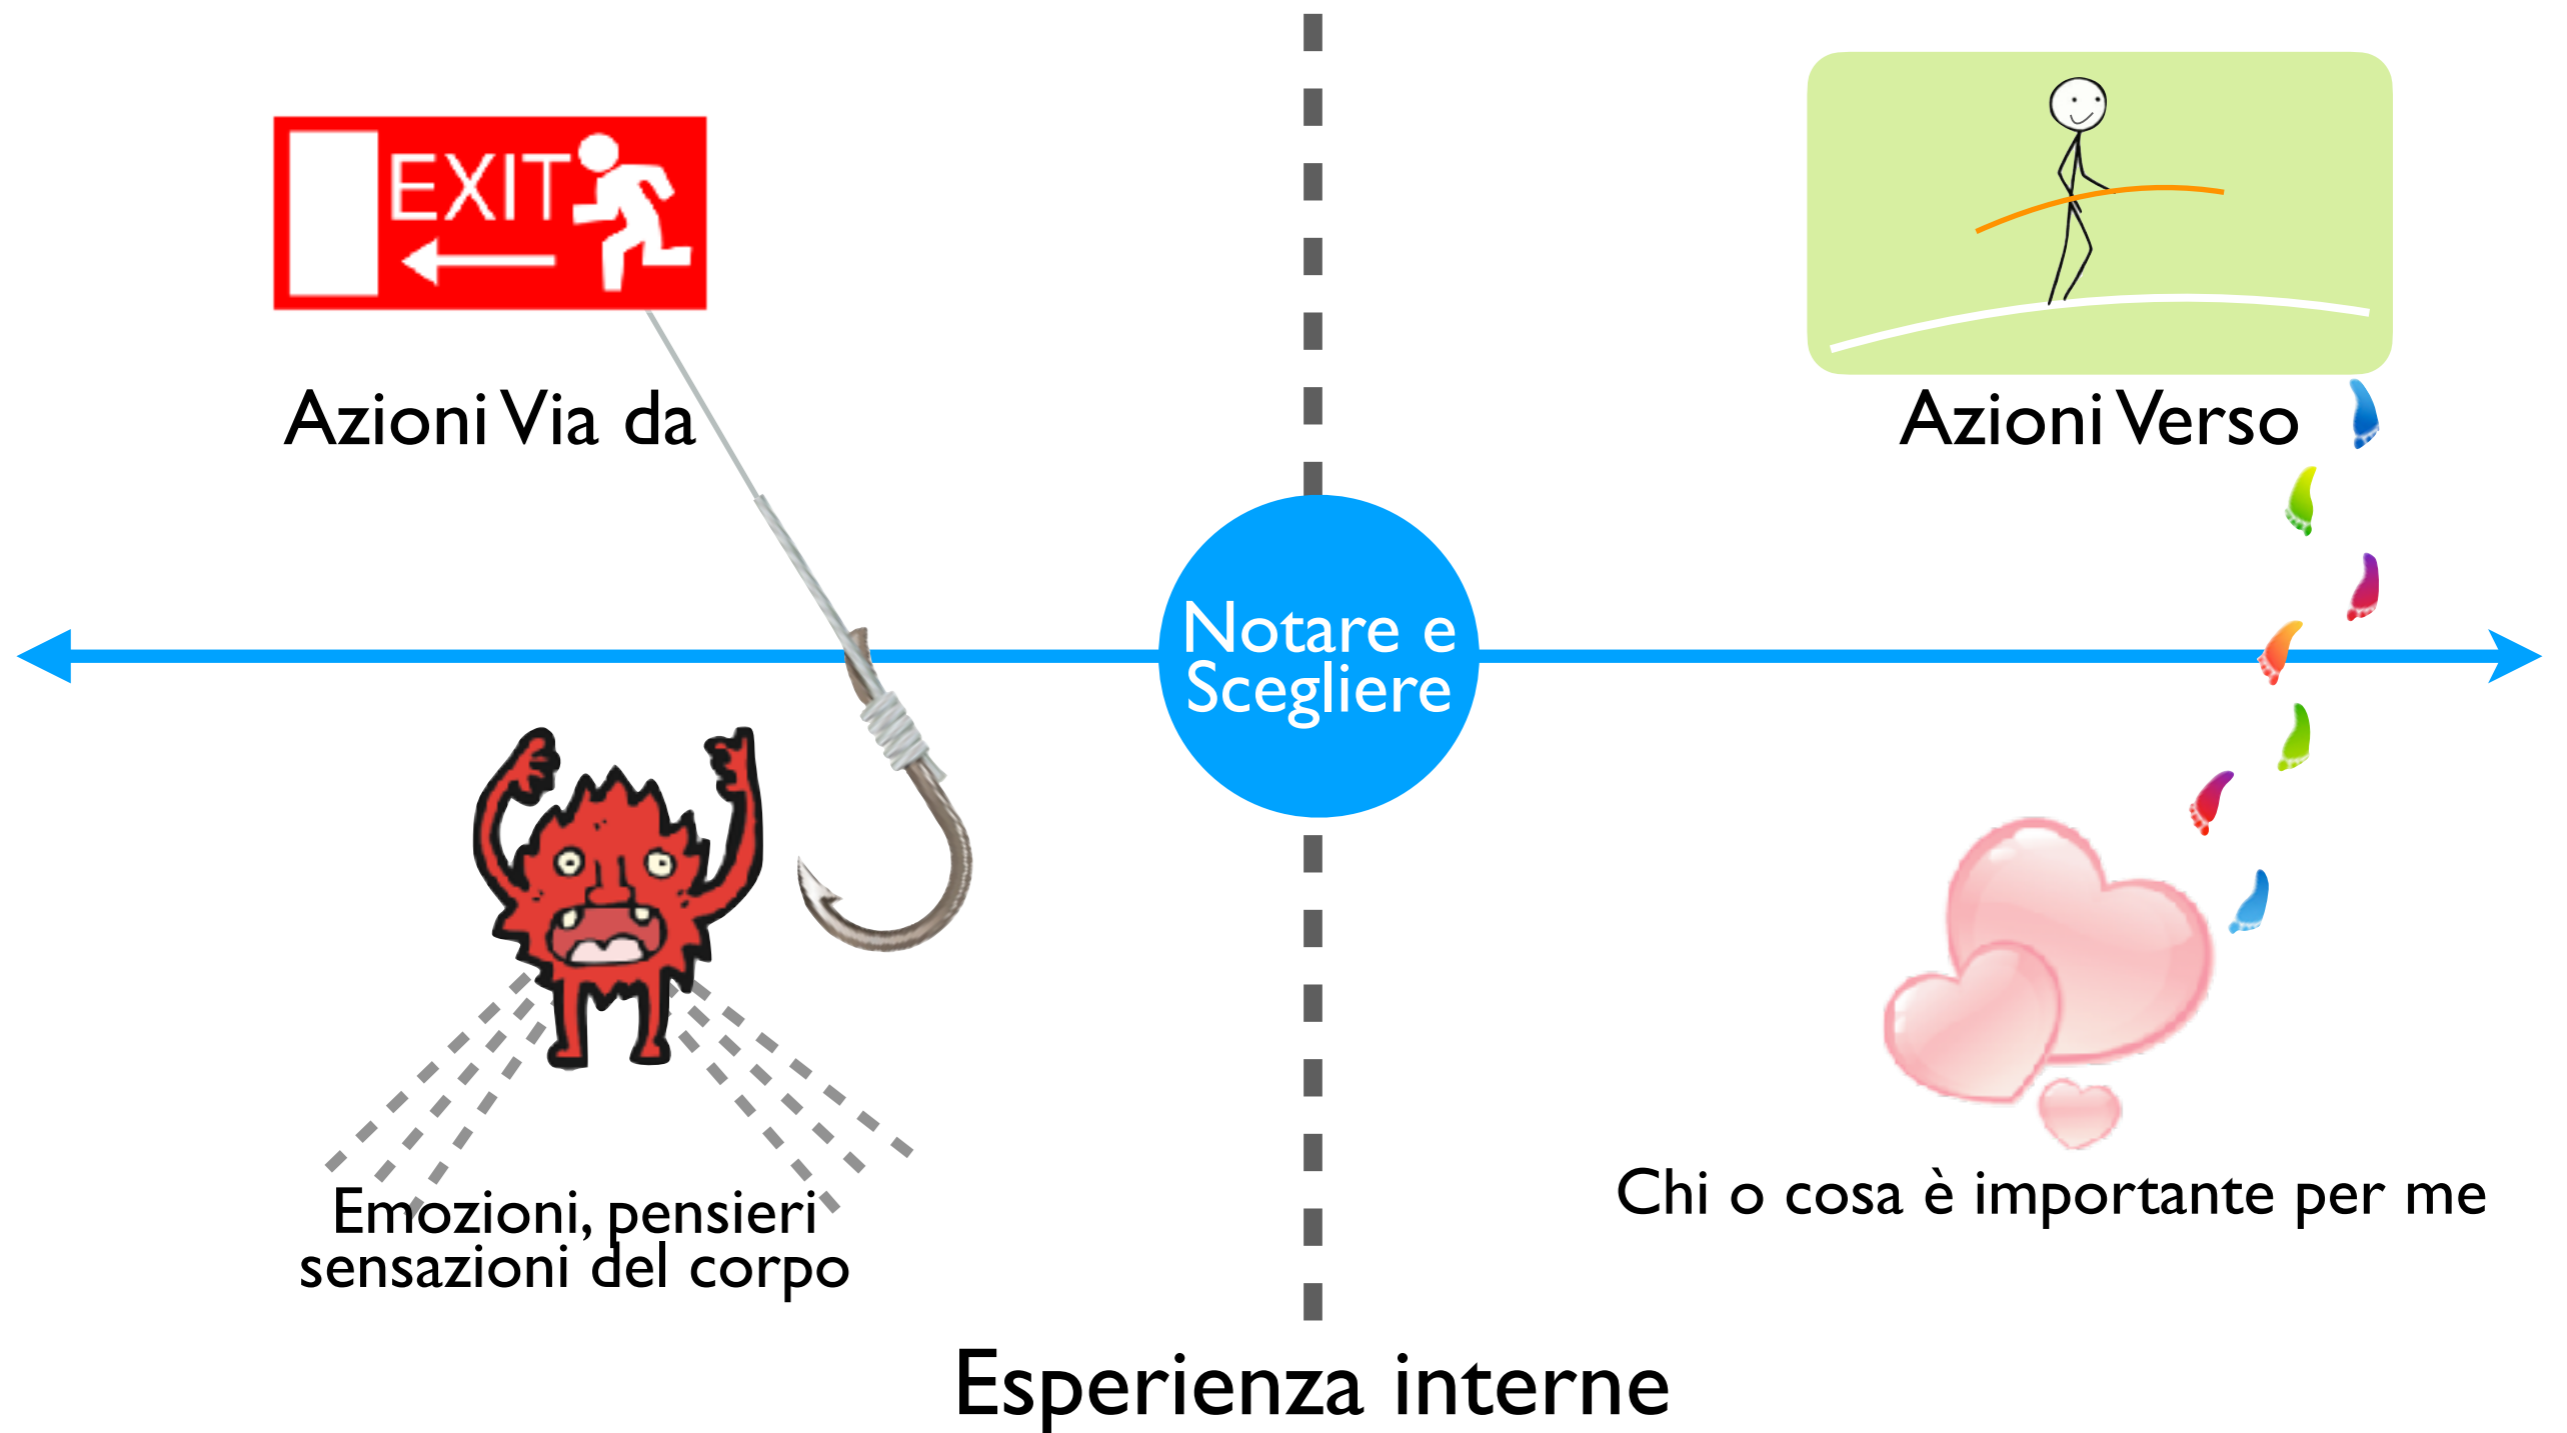 EXIT
Azioni Via da
Azioni Verso
Notare e
Scegliere
Emozioni, pensieri
sensazioni del corpo
Chi o cosa è importante per me
Esperienza interne